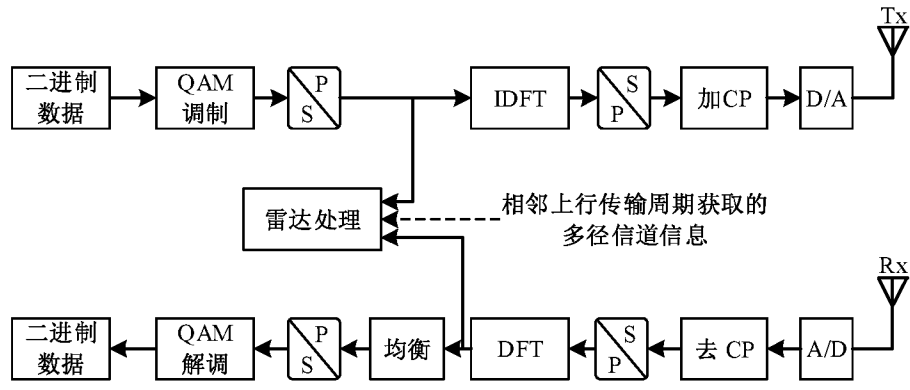 Tx
二进制
数据
QAM
调制
P
S
IDFT
S
P
加CP
D/A
雷达处理
相邻上行传输周期获取的
多径信道信息
Rx
二进制
数据
QAM
解调
P
S
均衡
DFT
S
P
去 CP
A/D